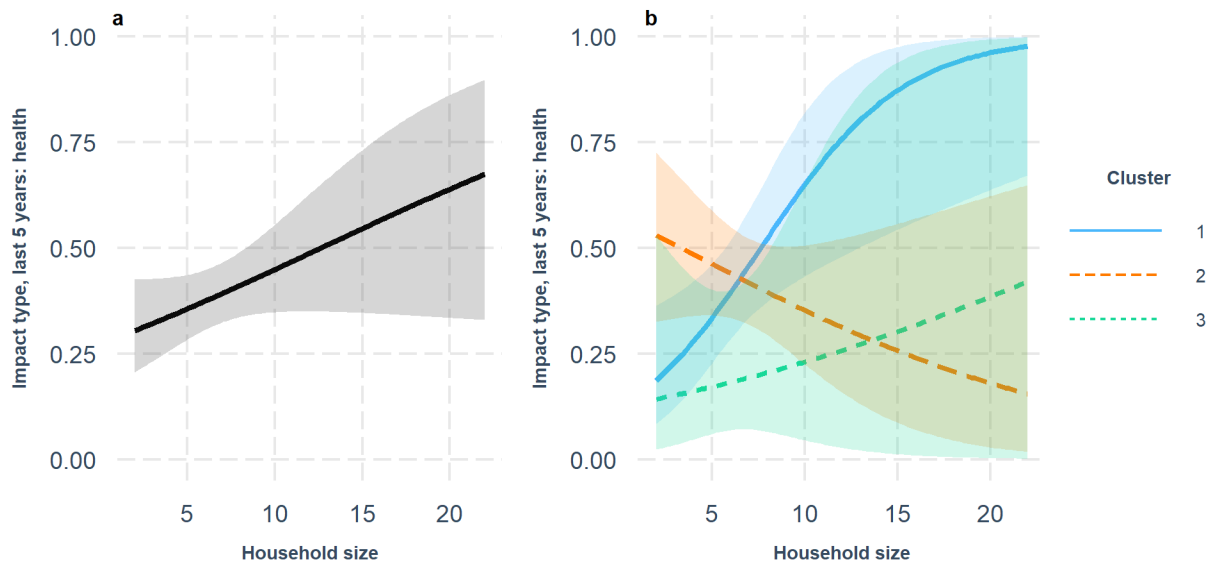 a
1.00
0.75
0.50
0.25
0.00
Impact type, last 5 years: health
5 10 15 20
Household size
b
1.00
0.75
0.50
0.25
0.00
Impact type, last 5 years: health
5 10 15 20
Household size
Cluster
1
2
3